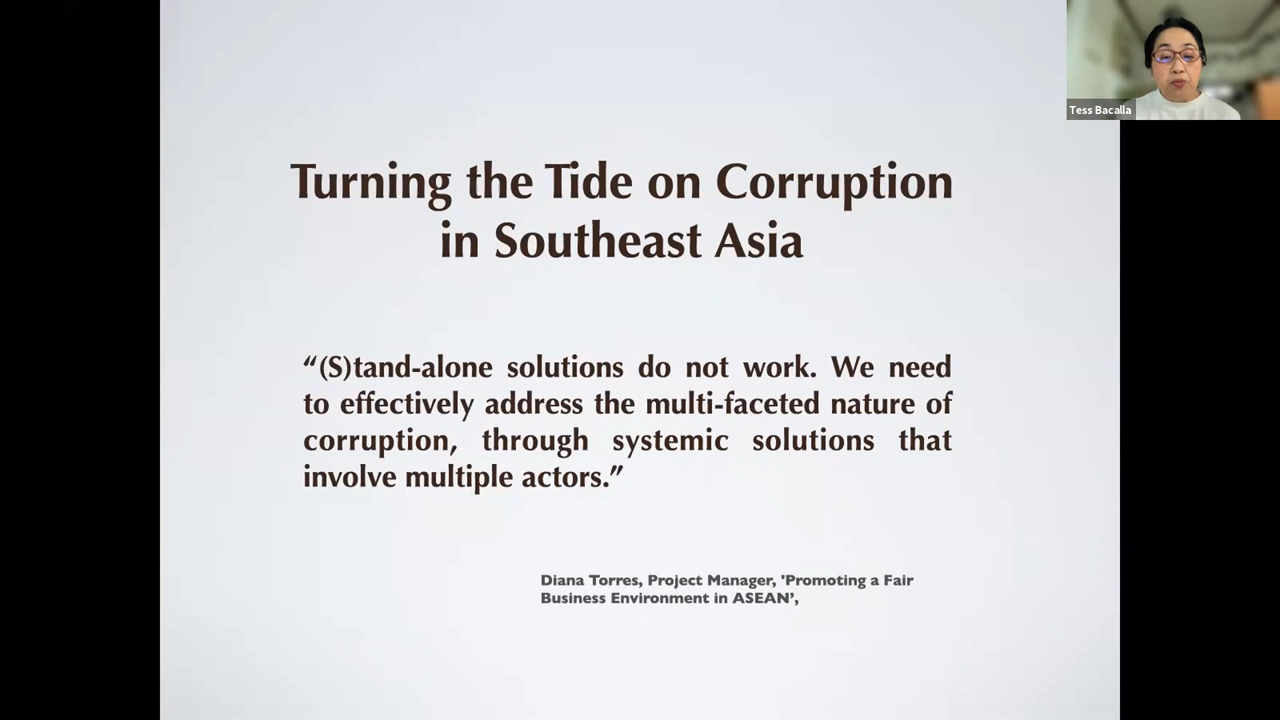 Tess Bacalla
Turning the Tide on Corruption
in Southeast Asia
“(S)tand-alone solutions do not work. We need
to effectively address the multi-faceted nature of
corruption, through systemic solutions that
involve multiple actors.”
Diana Torres, Project Manager, 'Promoting a Fair
Business Environment in ASEAN’,